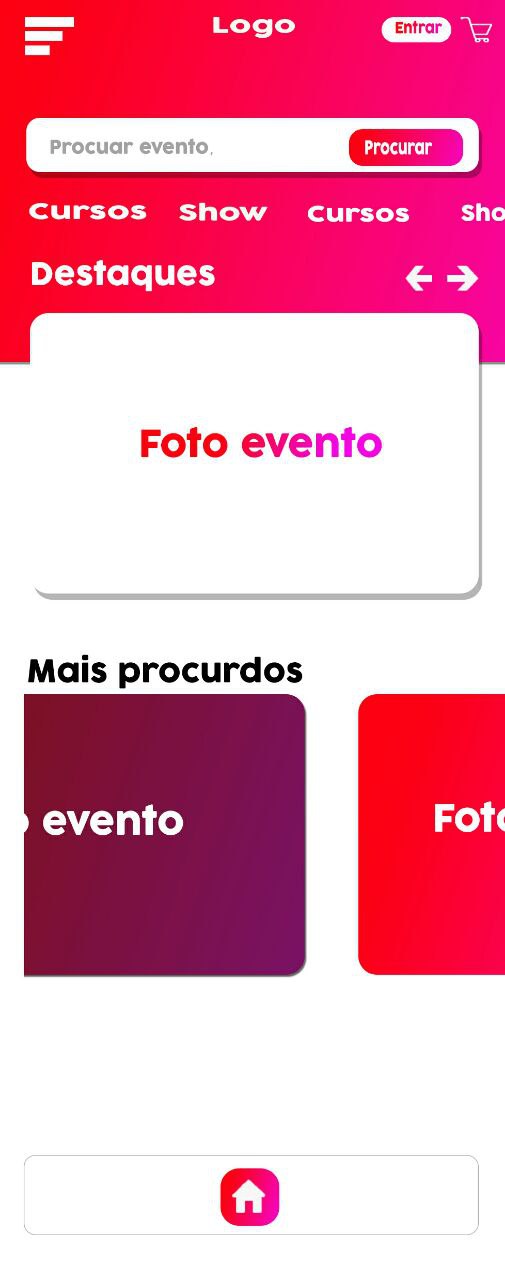 Logo
Entrar
Procuar evento.
Procurar
Cursos Show Cursos Sho
Destaques
Foto evento
Mais procurdos
o evento
Foto